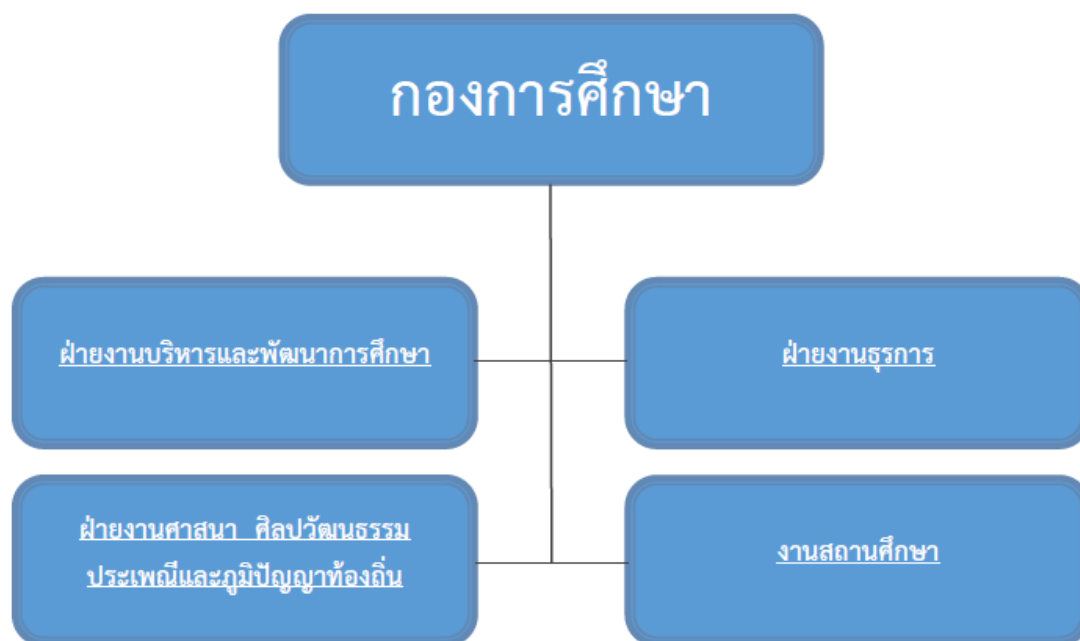 กองการศึกษา
ฝ่ายงานบริหารและพัฒนาการศึกษา
ฝ่ายงานธุรการ
ฝ่ายงานศาสนา ศิลปวัฒนธรรม
ประเพณีและภูมิปัญญาท้องถิ่น
งานสถานศึกษา